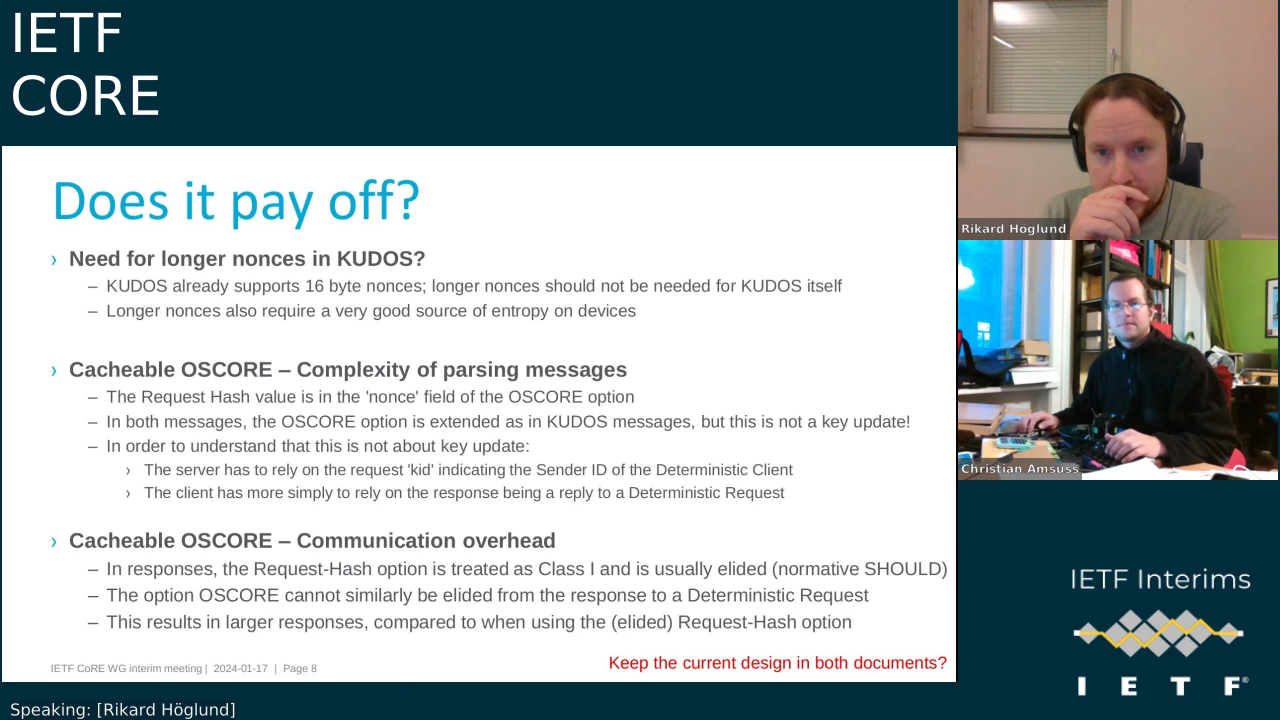 IETF
CORE
Does it pay off?
› Need for longer nonces in KUDOS?
– KUDOS already supports 16 byte nonces; longer nonces should not be needed for KUDOS itself
– Longer nonces also require a very good source of entropy on devices
› Cacheable OSCORE – Complexity of parsing messages
– The Request Hash value is in the 'nonce' field of the OSCORE option
– In both messages, the OSCORE option is extended as in KUDOS messages, but this is not a key update!
– In order to understand that this is not about key update:
› The server has to rely on the request 'kid' indicating the Sender ID of the Deterministic Client
› The client has more simply to rely on the response being a reply to a Deterministic Request
› Cacheable OSCORE – Communication overhead
– In responses, the Request-Hash option is treated as Class I and is usually elided (normative SHOULD)
– The option OSCORE cannot similarly be elided from the response to a Deterministic Request
– This results in larger responses, compared to when using the (elided) Request-Hash option
Keep the current design in both documents?
IETF CoRE WG interim meeting | 2024-01-17 | Page 8
Rikard Hoglund
Christian Amsuss
IETF Interims
I E T F®
Speaking: [Rikard Höglund]